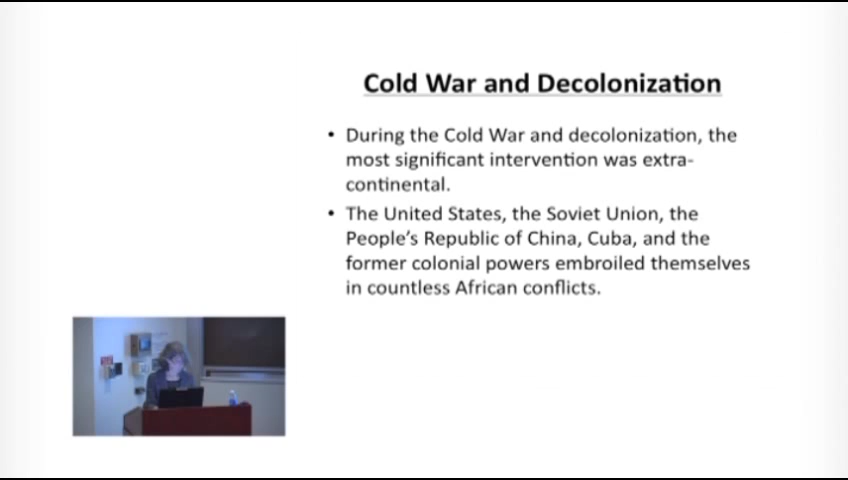 Cold War and Decolonization
• During the Cold War and decolonization, the
most significant intervention was extra-
continental.
• The United States, the Soviet Union, the
People's Republic of China, Cuba, and the
former colonial powers embroiled themselves
in countless African conflicts.